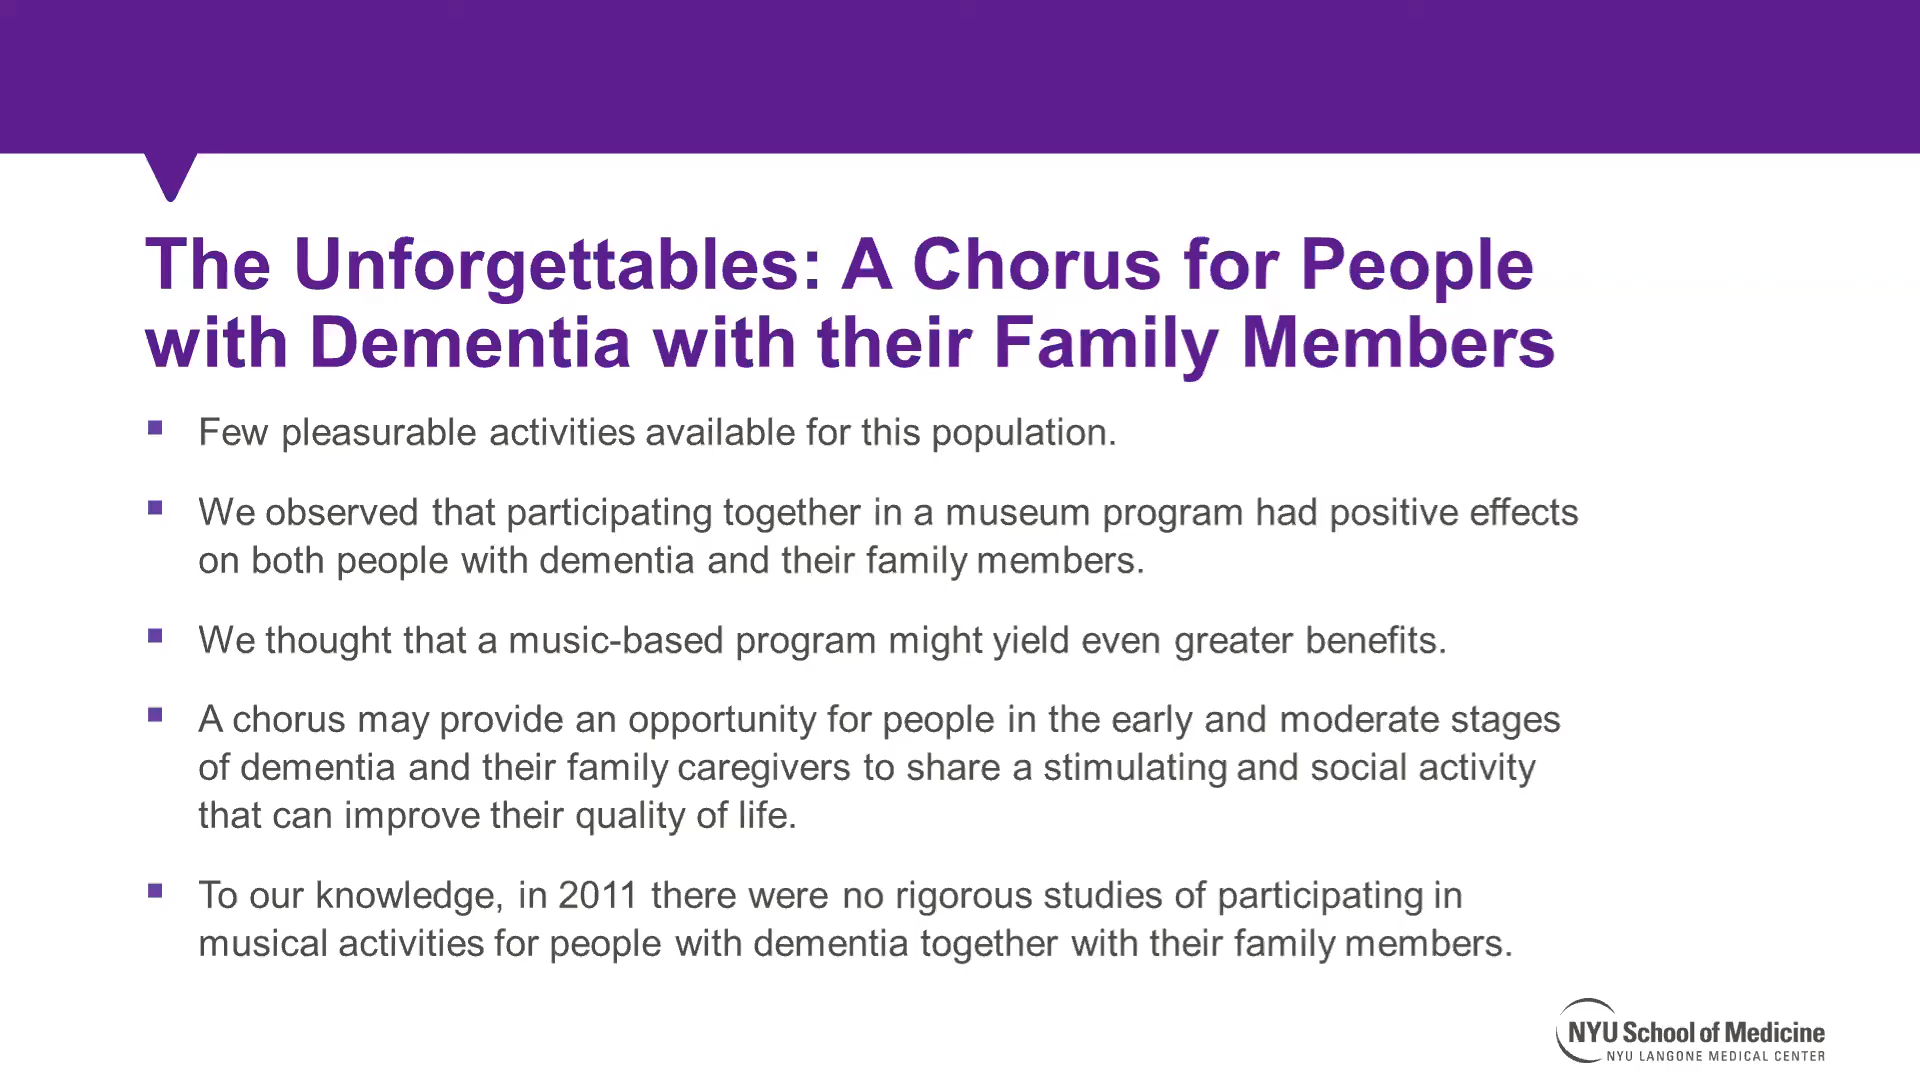 The Unforgettables: A Chorus for People
with Dementia with their Family Members
Few pleasurable activities available for this population.
We observed that participating together in a museum program had positive effects
on both people with dementia and their family members.
We thought that a music-based program might yield even greater benefits.
A chorus may provide an opportunity for people in the early and moderate stages
of dementia and their family caregivers to share a stimulating and social activity
that can improve their quality of life.
To our knowledge, in 2011 there were no rigorous studies of participating in
musical activities for people with dementia together with their family members.
NYU School of Medicine
NYU LANGONE MEDICAL CENTER